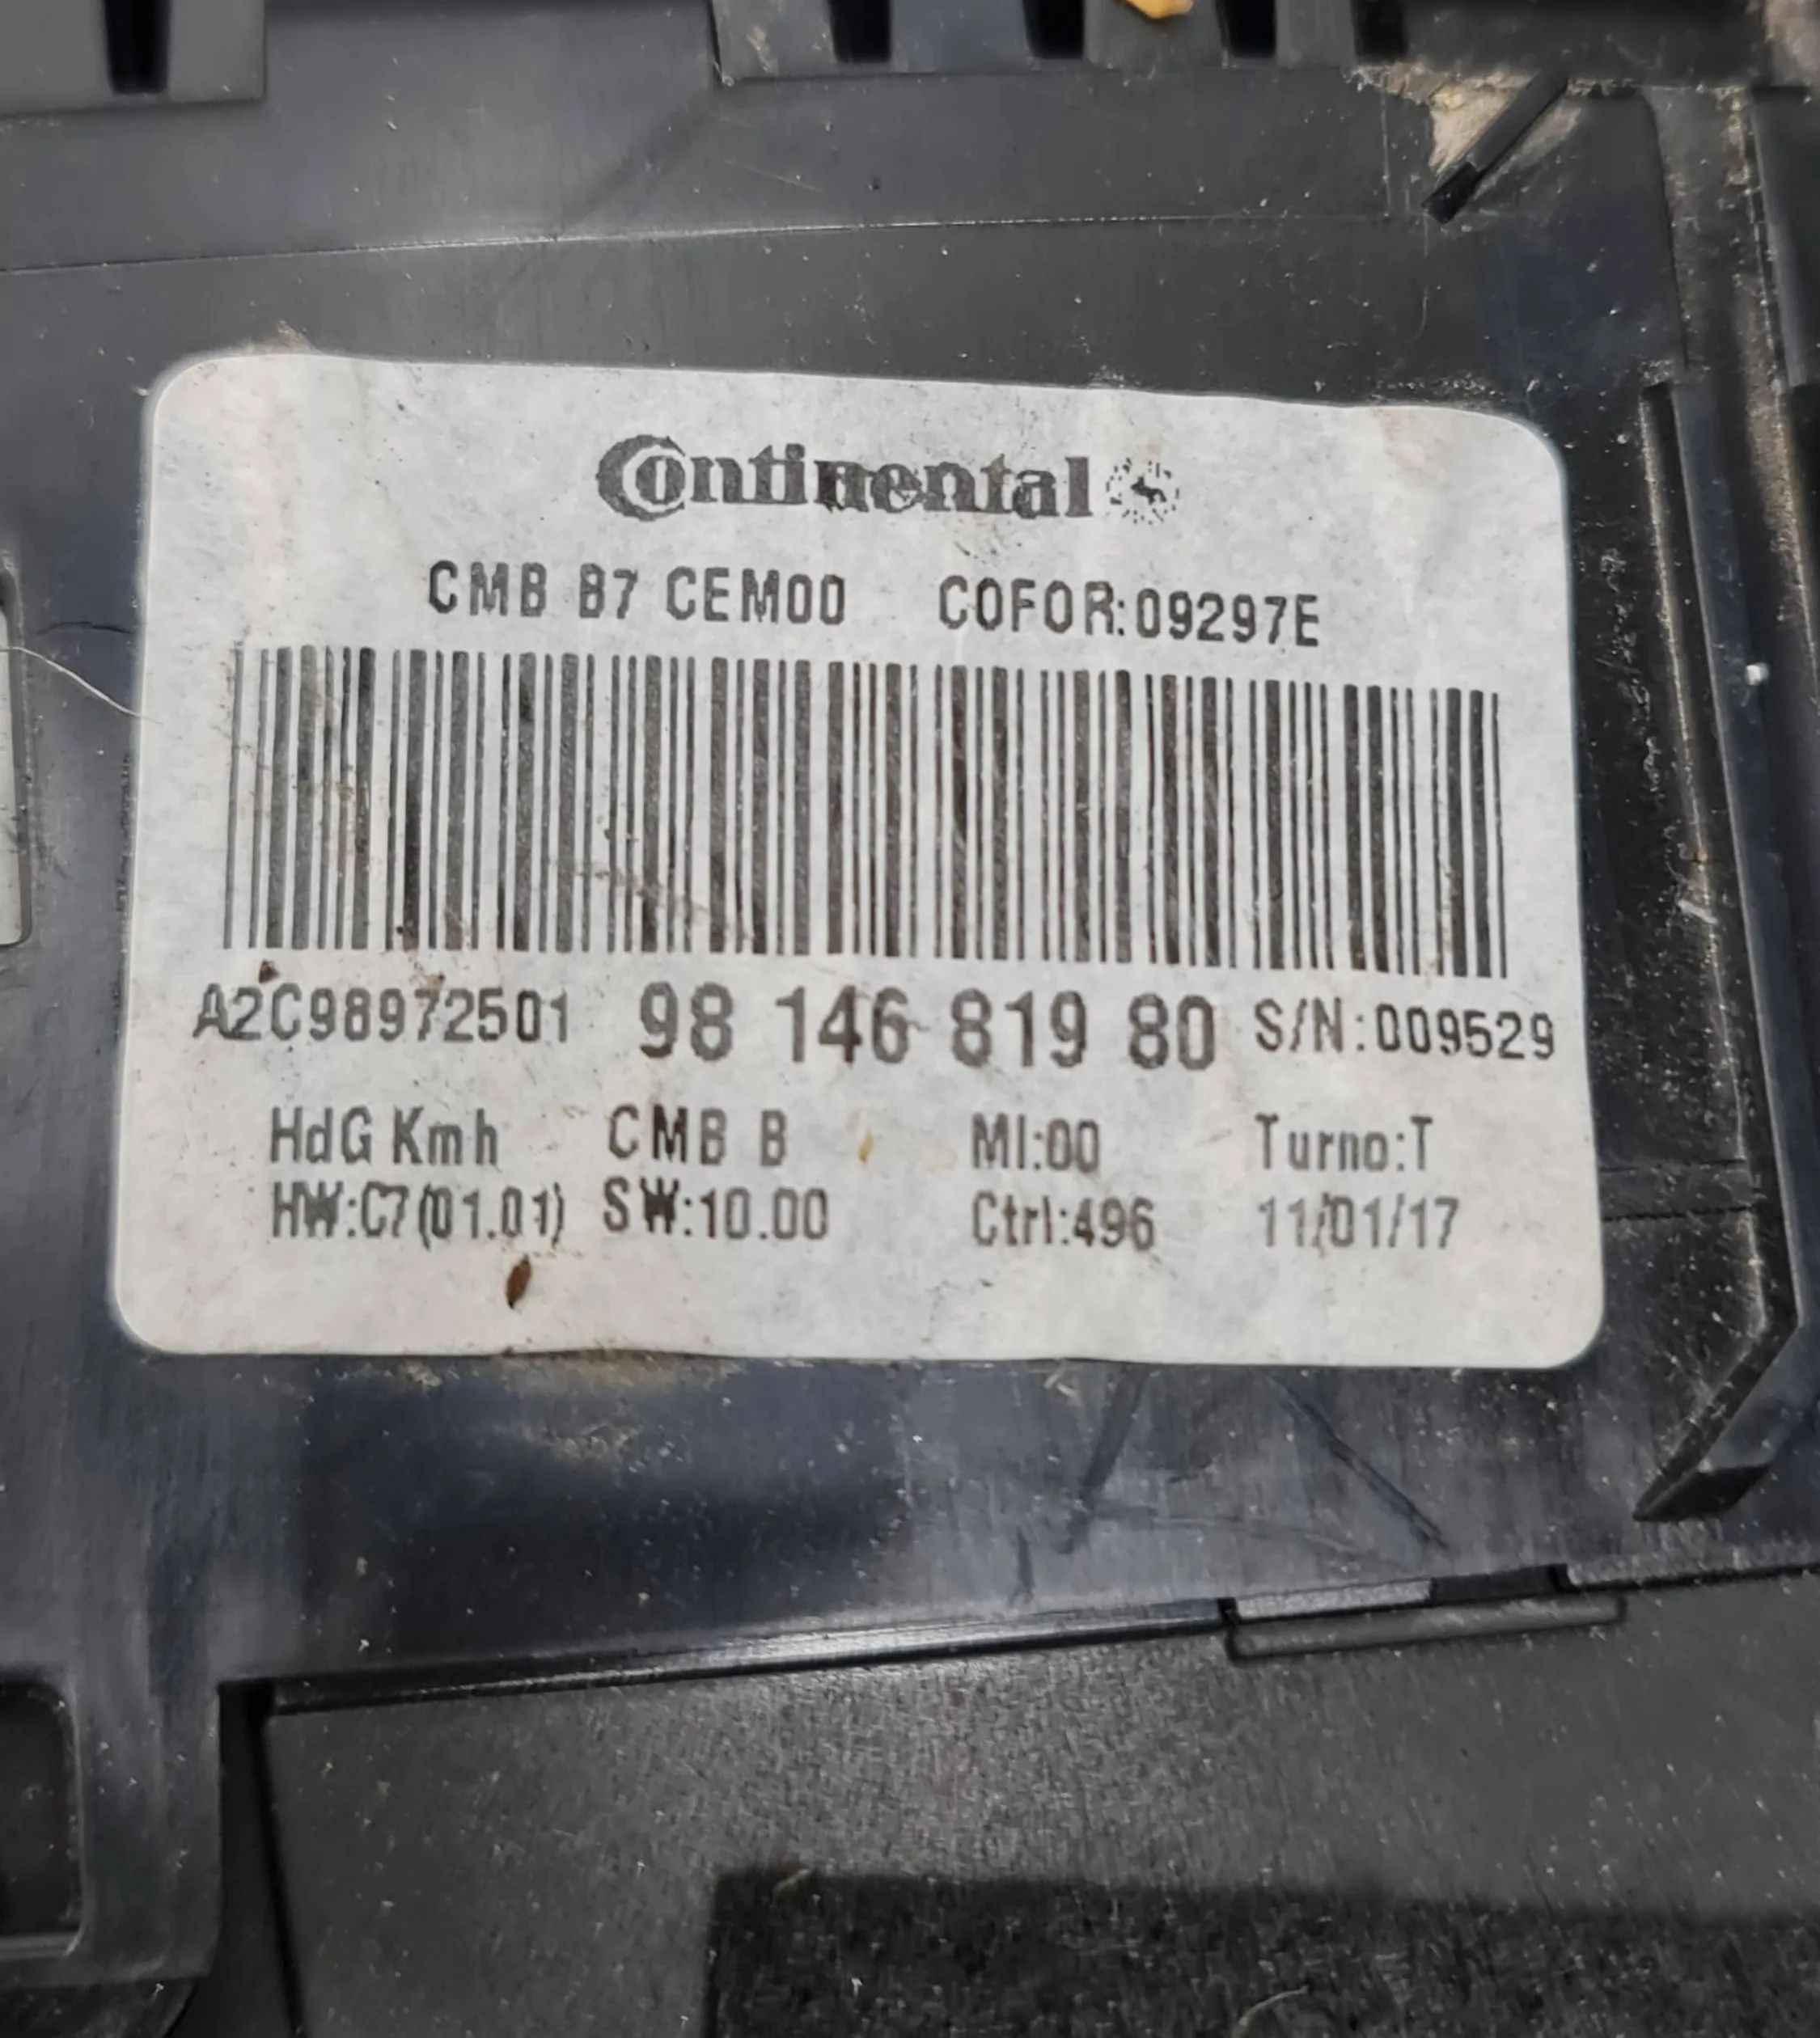 Continental
CMB B7 CEM00 COFOR:09297E
A2C98972501 98 146 819 80 S/N:009529
HdG Kmh CMB B MI:00 Turno:T
HW:C7(01.01) SW:10.00 Ctrl:496 11/01/17